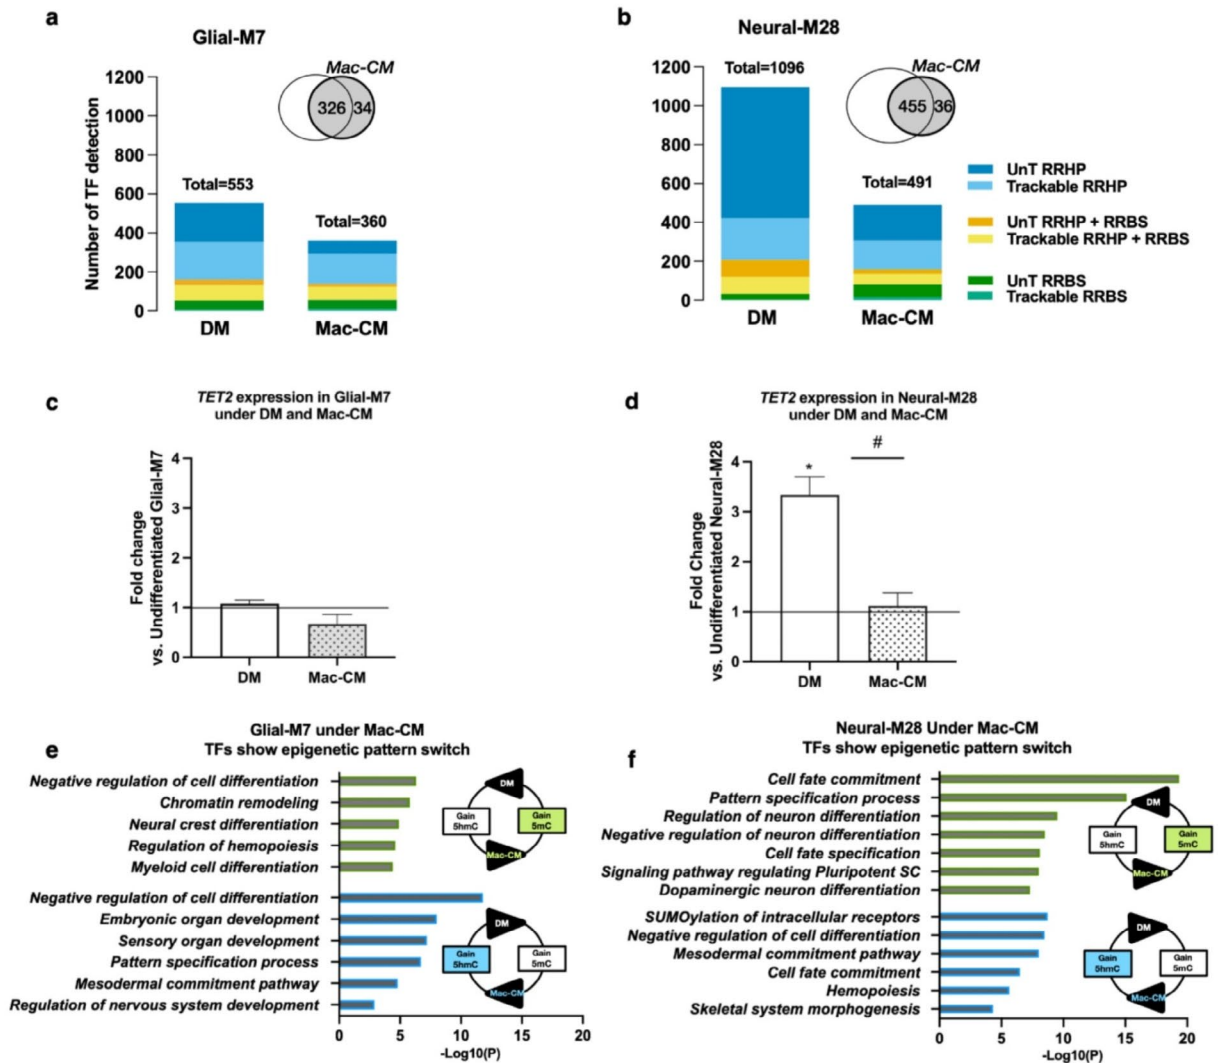 a
Glial-M7
Mac-CM
326
34
Number of TF detection
1200
1000
800
600
400
200
0
Total=553
Total=360
DM
Mac-CM
b
Neural-M28
Mac-CM
455
36
1200
1000
800
600
400
200
0
Total=1096
Total=491
DM
Mac-CM
UnT RRHP
Trackable RRHP
UnT RRHP + RRBS
Trackable RRHP + RRBS
UnT RRBS
Trackable RRBS
c
TET2 expression in Glial-M7
under DM and Mac-CM
Fold change
vs. Undifferentiated Glial-M7
4
3
2
1
0
DM
Mac-CM
d
TET2 expression in Neural-M28
under DM and Mac-CM
#
*
Fold Change
vs. Undifferentiated Neural-M28
4
3
2
1
0
DM
Mac-CM
e
Glial-M7 under Mac-CM
TFs show epigenetic pattern switch
Negative regulation of cell differentiation
Chromatin remodeling
Neural crest differentiation
Regulation of hemopoiesis
Myeloid cell differentiation
DM
Gain
5hmC
Gain
5mC
Mac-CM
Negative regulation of cell differentiation
Embryonic organ development
Sensory organ development
Pattern specification process
Mesodermal commitment pathway
Regulation of nervous system development
DM
Gain
5hmC
Gain
5mC
Mac-CM
0 5 10 15 20
-Log10(P)
f
Neural-M28 Under Mac-CM
TFs show epigenetic pattern switch
Cell fate commitment
Pattern specification process
Regulation of neuron differentiation
Negative regulation of neuron differentiation
Cell fate specification
Signaling pathway regulating Pluripotent SC
Dopaminergic neuron differentiation
DM
Gain
5hmC
Gain
5mC
Mac-CM
SUMOylation of intracellular receptors
Negative regulation of cell differentiation
Mesodermal commitment pathway
Cell fate commitment
Hemopoiesis
Skeletal system morphogenesis
DM
Gain
5hmC
Gain
5mC
Mac-CM
0 5 10 15 20
-Log10(P)